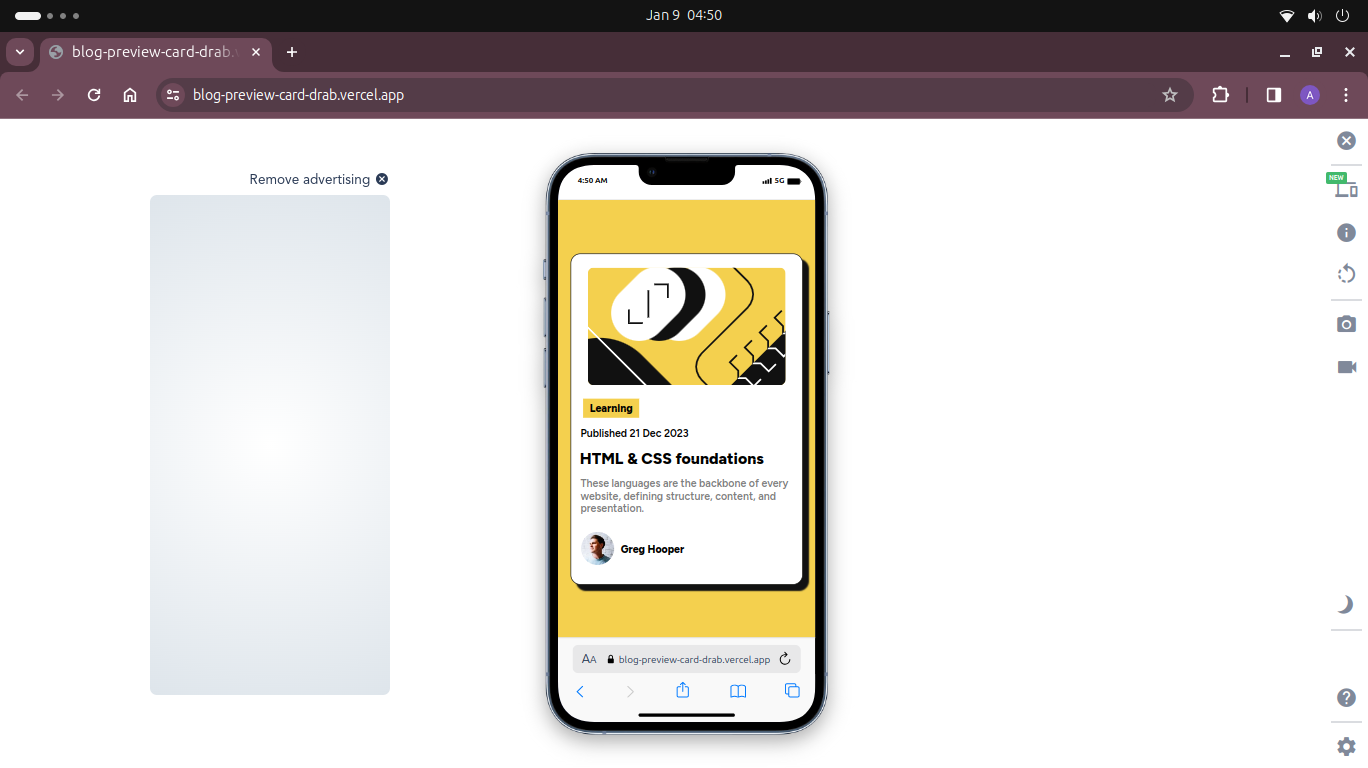 Jan 9 04:50
blog-preview-card-drab.v
blog-preview-card-drab.vercel.app
A
Remove advertising
NEW
4:50 AM 5G
Learning
Published 21 Dec 2023
HTML & CSS foundations
These languages are the backbone of every
website, defining structure, content, and
presentation.
Greg Hooper
AA blog-preview-card-drab.vercel.app